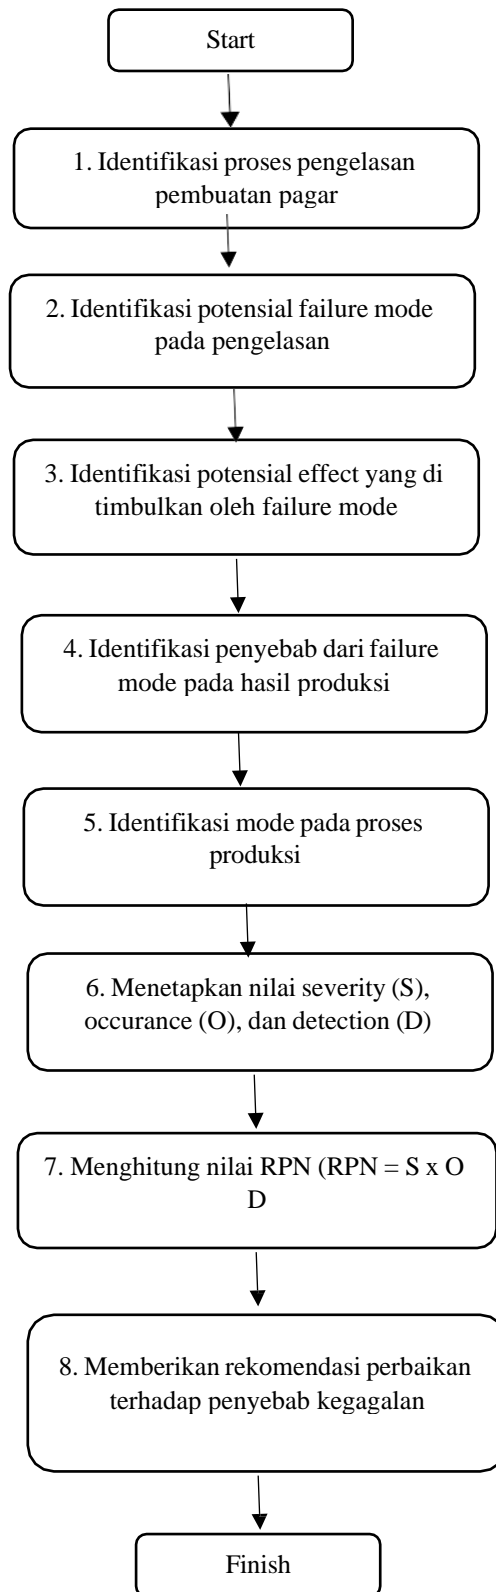 Start
1. Identifikasi proses pengelasan
pembuatan pagar
2. Identifikasi potensial failure mode
pada pengelasan
3. Identifikasi potensial effect yang di
timbulkan oleh failure mode
4. Identifikasi penyebab dari failure
mode pada hasil produksi
5. Identifikasi mode pada proses
produksi
6. Menetapkan nilai severity (S),
occurance (O), dan detection (D)
7. Menghitung nilai RPN (RPN = S x O
D
8. Memberikan rekomendasi perbaikan
terhadap penyebab kegagalan
Finish